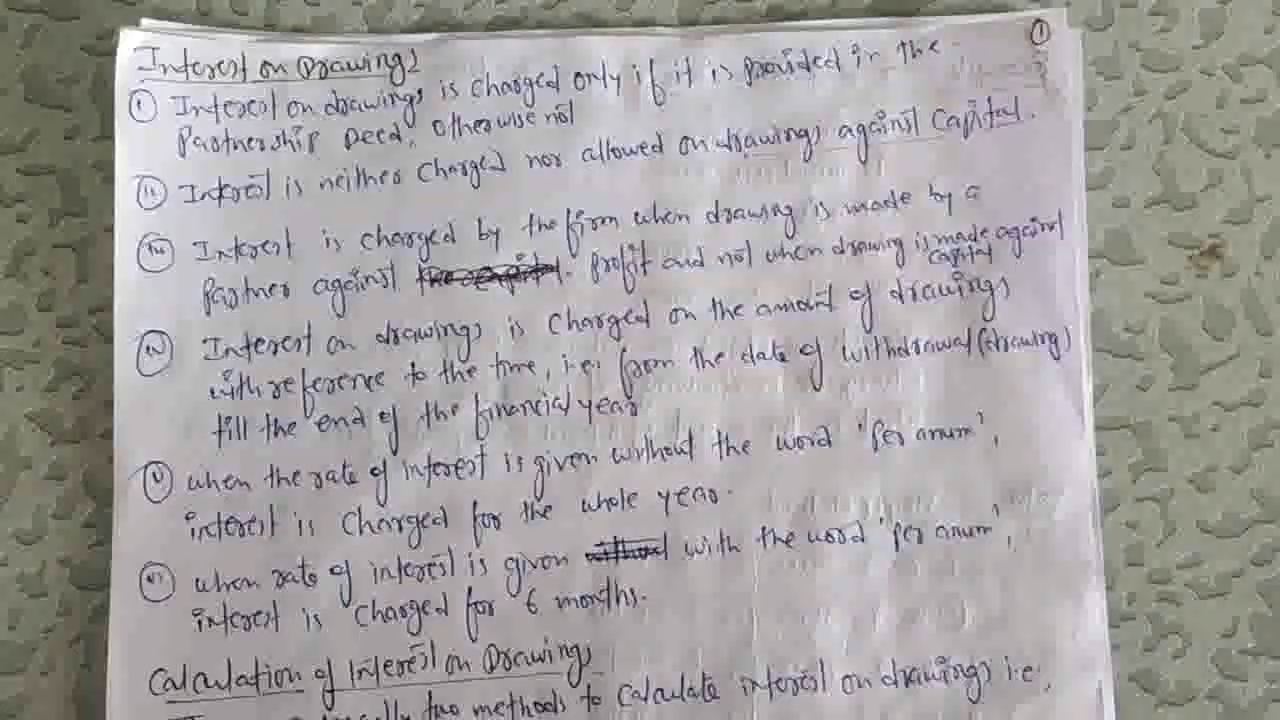 ①
Interest on Drawings
(i) Interest on drawings is charged only if it is provided in the
Partnership Deed, otherwise not
(ii) Interest is neither charged nor allowed on drawings against Capital.
(iii) Interest is charged by the firm when drawing is made by a
Partner against profit and not when drawing is made against
capital
(iv) Interest on drawings is charged on the amount of drawings
with reference to the time, i.e. from the date of withdrawal (drawing)
till the end of the financial year
(v) when the rate of interest is given without the word 'Per anum',
interest is charged for the whole year.
(vi) when rate of interest is given with the word 'per anum',
interest is charged for 6 months.
Calculation of Interest on Drawings
two methods to calculate interest on drawings i.e.